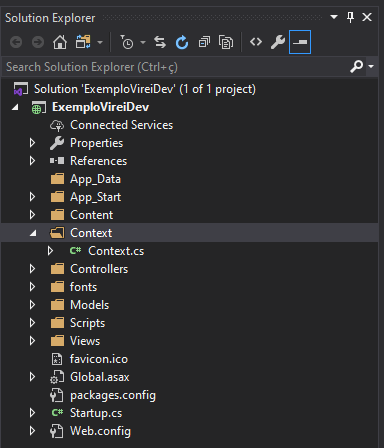 Solution Explorer
Search Solution Explorer (Ctrl+ç)
Solution 'ExemploVireiDev' (1 of 1 project)
ExemploVireiDev
Connected Services
Properties
References
App_Data
App_Start
Content
Context
C# Context.cs
Controllers
fonts
Models
Scripts
Views
favicon.ico
Global.asax
packages.config
C# Startup.cs
Web.config